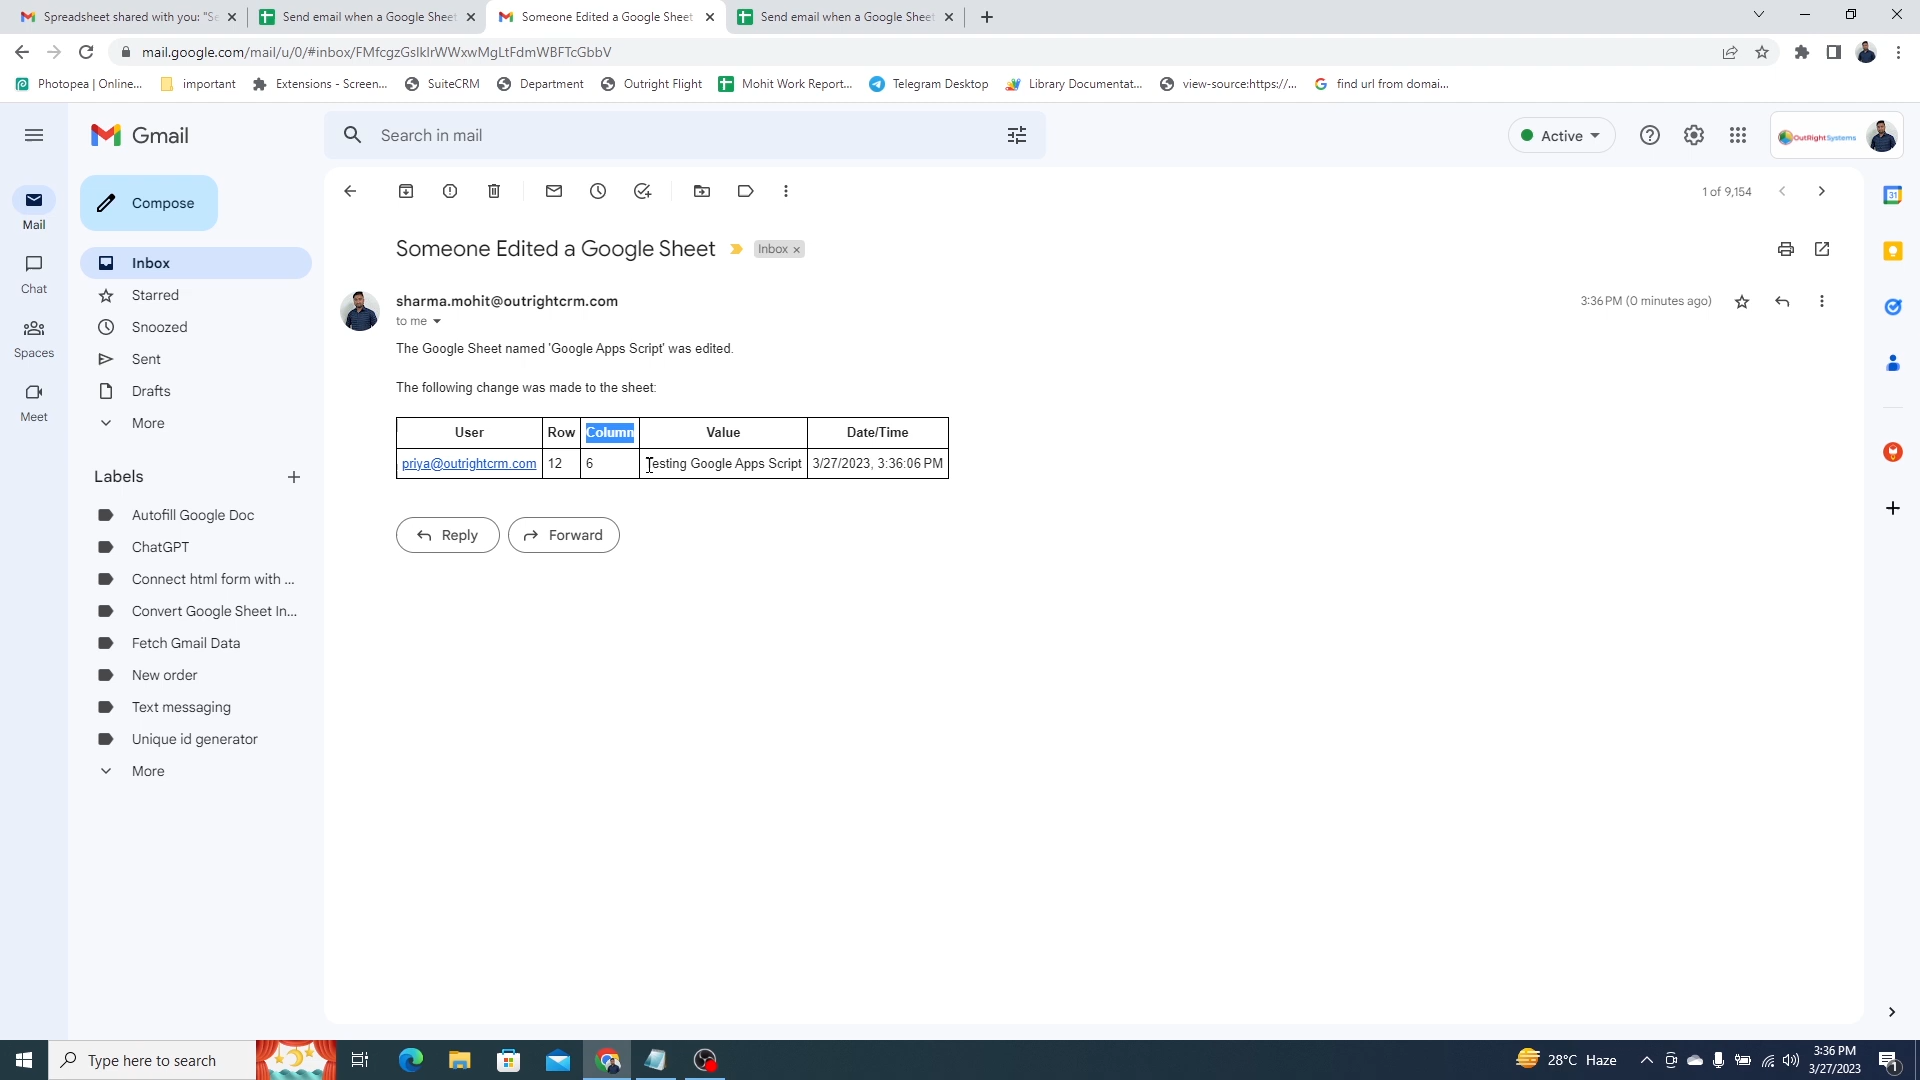 Spreadsheet shared with you: "Se
Send email when a Google Sheet
Someone Edited a Google Sheet
Send email when a Google Sheet
mail.google.com/mail/u/0/#inbox/FMfcgzGslklrWWxwMgLtFdmWBFTcGbbV
Photopea | Online...
important
Extensions - Screen...
SuiteCRM
Department
Outright Flight
Mohit Work Report...
Telegram Desktop
Library Documentat...
view-source:https://...
find url from domai...
Gmail
Search in mail
Active
OutRight Systems
Mail
Chat
Spaces
Meet
Compose
Inbox
Starred
Snoozed
Sent
Drafts
More
Labels
Autofill Google Doc
ChatGPT
Connect html form with ...
Convert Google Sheet In...
Fetch Gmail Data
New order
Text messaging
Unique id generator
More
1 of 9,154
Someone Edited a Google Sheet
Inbox ×
sharma.mohit@outrightcrm.com
3:36 PM (0 minutes ago)
to me
The Google Sheet named 'Google Apps Script' was edited.
The following change was made to the sheet:
User Row Column Value Date/Time
priya@outrightcrm.com 12 6 Testing Google Apps Script 3/27/2023, 3:36:06 PM
Reply
Forward
31
Type here to search
28°C Haze
3:36 PM
3/27/2023
1